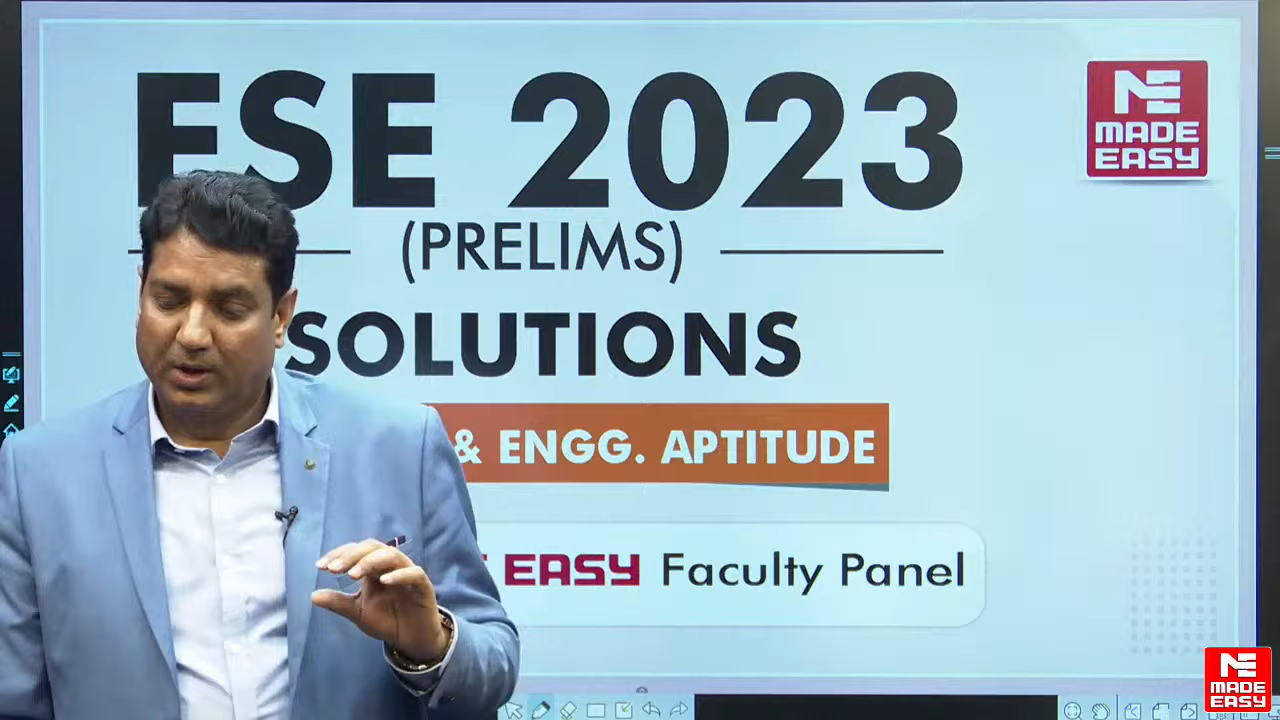 ESE 2023
(PRELIMS)
SOLUTIONS
& ENGG. APTITUDE
EASY Faculty Panel
MADE
EASY
MADE
EASY